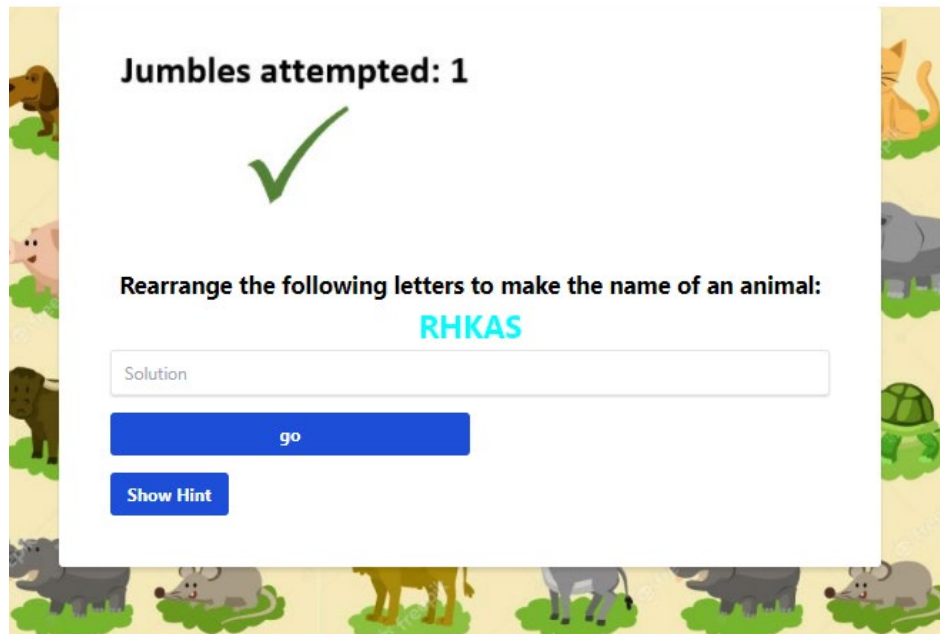 Jumbles attempted: 1
Rearrange the following letters to make the name of an animal:
RHKAS
Solution
go
Show Hint